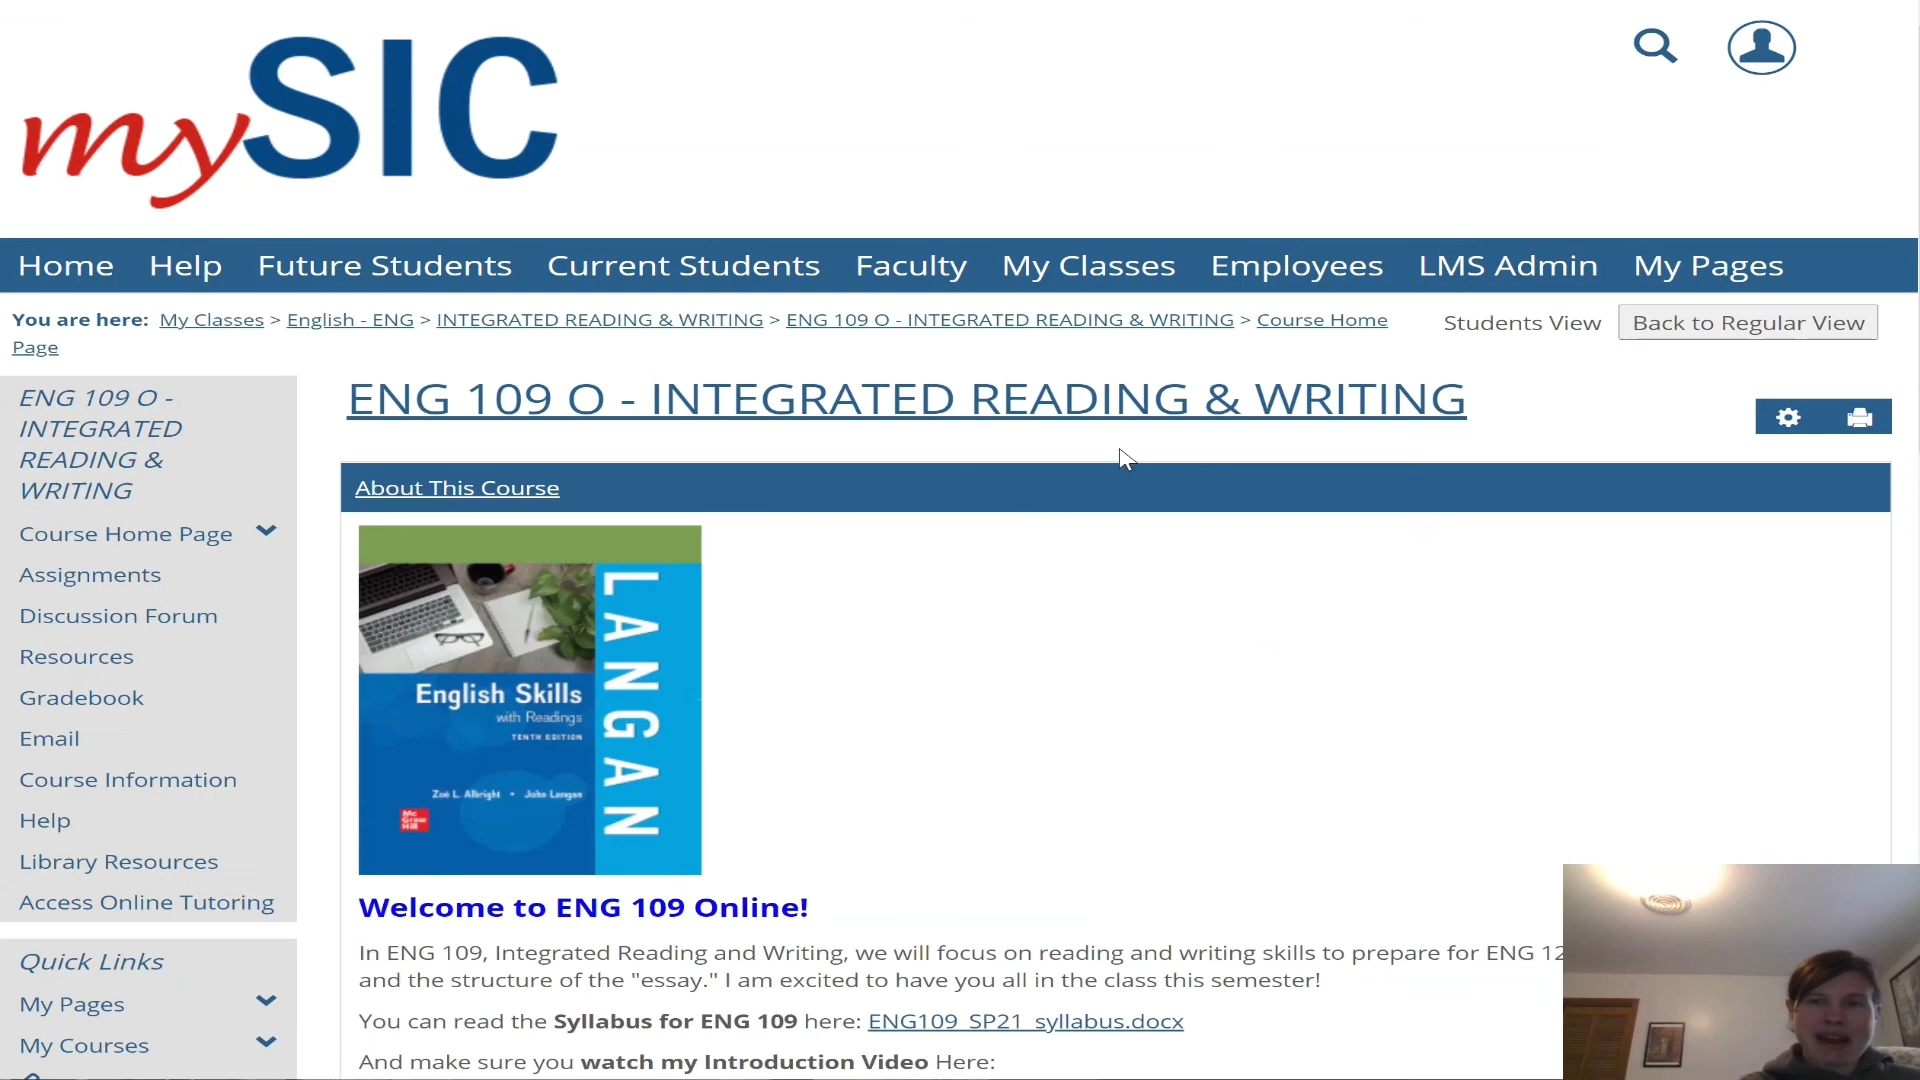 mySIC
Home Help Future Students Current Students Faculty My Classes Employees LMS Admin My Pages
You are here: My Classes > English - ENG > INTEGRATED READING & WRITING > ENG 109 O - INTEGRATED READING & WRITING > Course Home
Page
Students View Back to Regular View
ENG 109 O -
INTEGRATED
READING &
WRITING
Course Home Page
Assignments
Discussion Forum
Resources
Gradebook
Email
Course Information
Help
Library Resources
Access Online Tutoring
Quick Links
My Pages
My Courses
ENG 109 O - INTEGRATED READING & WRITING
About This Course
LANGAN
English Skills
with Readings
TENTH EDITION
Zoé L. Albright • John Langan
Mc
Graw
Hill
Welcome to ENG 109 Online!
In ENG 109, Integrated Reading and Writing, we will focus on reading and writing skills to prepare for ENG 12
and the structure of the "essay." I am excited to have you all in the class this semester!
You can read the Syllabus for ENG 109 here: ENG109_SP21_syllabus.docx
And make sure you watch my Introduction Video Here: